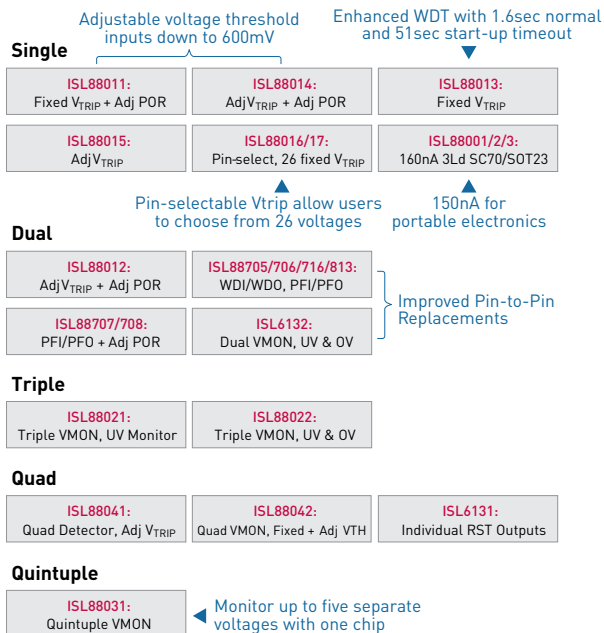 Adjustable voltage threshold
inputs down to 600mV
Enhanced WDT with 1.6sec normal
and 51sec start-up timeout
Single
ISL88011:
Fixed VTRIP + Adj POR
ISL88014:
AdjVTRIP + Adj POR
ISL88013:
Fixed VTRIP
ISL88015:
AdjVTRIP
ISL88016/17:
Pin-select, 26 fixed VTRIP
ISL88001/2/3:
160nA 3Ld SC70/SOT23
Pin-selectable Vtrip allow users
to choose from 26 voltages
150nA for
portable electronics
Dual
ISL88012:
AdjVTRIP + Adj POR
ISL88705/706/716/813:
WDI/WDO, PFI/PFO
ISL88707/708:
PFI/PFO + Adj POR
ISL6132:
Dual VMON, UV & OV
Improved Pin-to-Pin
Replacements
Triple
ISL88021:
Triple VMON, UV Monitor
ISL88022:
Triple VMON, UV & OV
Quad
ISL88041:
Quad Detector, Adj VTRIP
ISL88042:
Quad VMON, Fixed + Adj VTH
ISL6131:
Individual RST Outputs
Quintuple
ISL88031:
Quintuple VMON
Monitor up to five separate
voltages with one chip